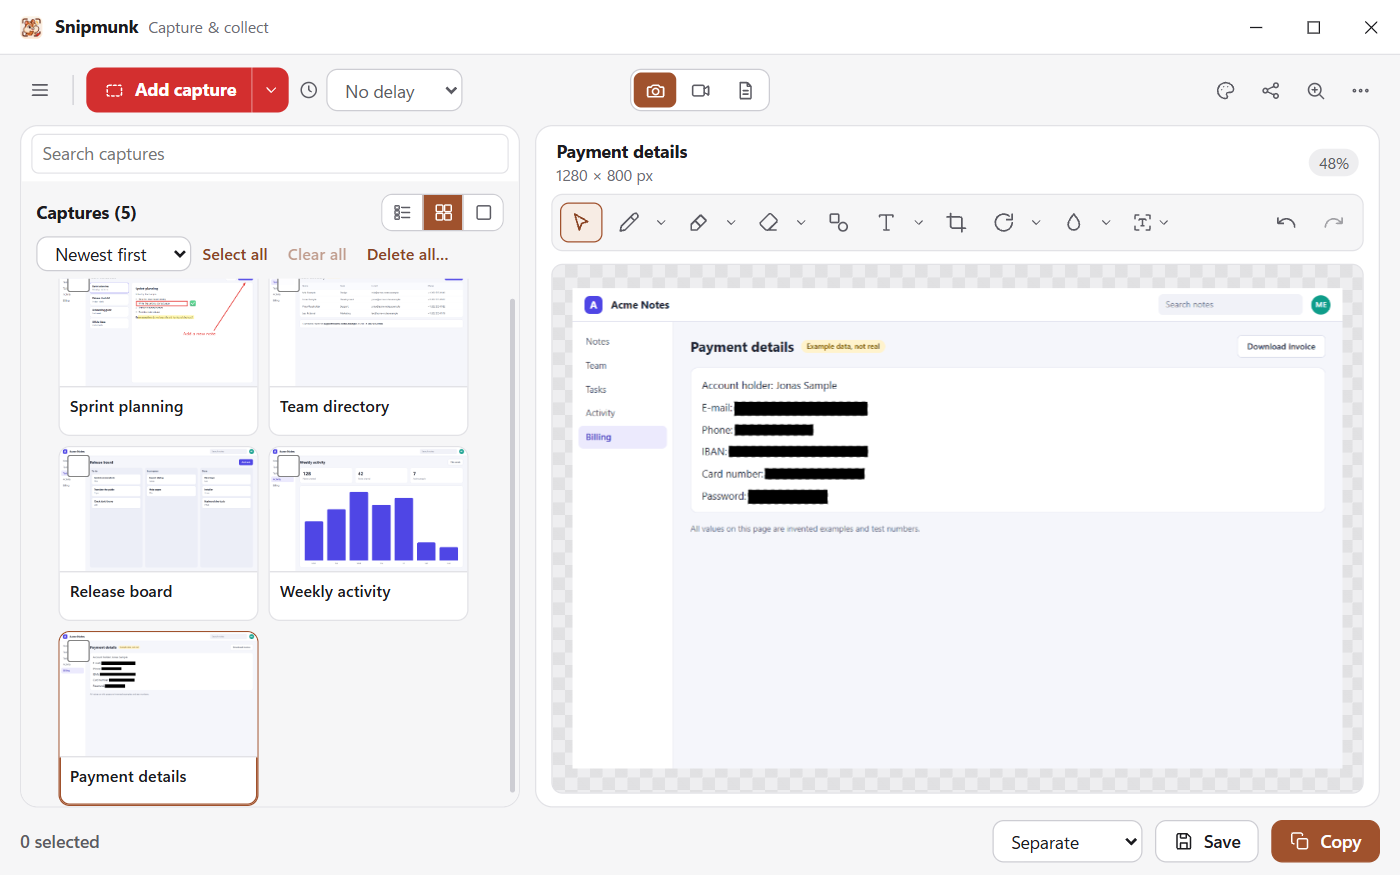 Snipmunk Capture & collect
Add capture
No delay
Search captures
Captures (5)
Newest first
Select all
Clear all
Delete all...
Sprint planning
Team directory
Release board
Weekly activity
Payment details
0 selected
Payment details
1280 × 800 px
48%
A Acme Notes
Search notes
ME
Notes
Team
Tasks
Activity
Billing
Payment details
Example data, not real
Download invoice
Account holder: Jonas Sample
E-mail:
Phone:
IBAN:
Card number:
Password:
All values on this page are invented examples and test numbers.
Separate
Save
Copy